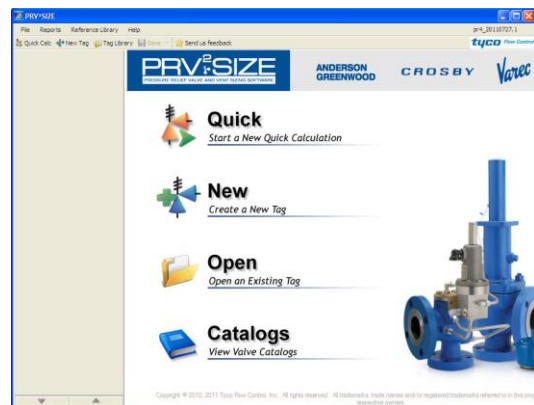 PRV²SIZE
File Reports Reference Library Help pr4_20110727.1
Quick Calc New Tag Tag Library Save Send us feedback tyco Flow Control
PRV²SIZE ANDERSON GREENWOOD CROSBY Varec
PRESSURE RELIEF VALVE AND VENT SIZING SOFTWARE
Quick
Start a New Quick Calculation
New
Create a New Tag
Open
Open an Existing Tag
Catalogs
View Valve Catalogs
Copyright © 2010, 2011 Tyco Flow Control, Inc. All rights reserved. All trademarks, trade names and/or registered trademarks referred to in this
respective owners.